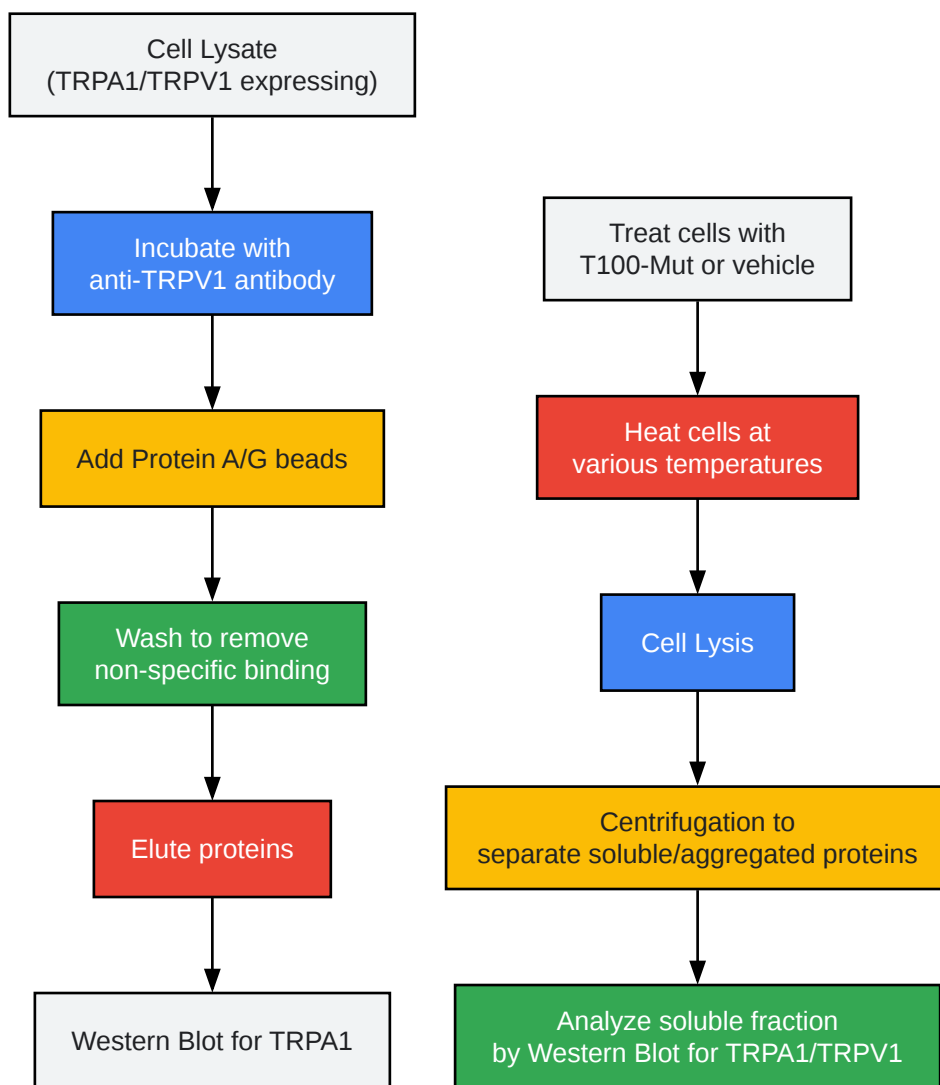 Cell Lysate
(TRPA1/TRPV1 expressing)
Incubate with
anti-TRPV1 antibody
Add Protein A/G beads
Wash to remove
non-specific binding
Elute proteins
Western Blot for TRPA1
Treat cells with
T100-Mut or vehicle
Heat cells at
various temperatures
Cell Lysis
Centrifugation to
separate soluble/aggregated proteins
Analyze soluble fraction
by Western Blot for TRPA1/TRPV1